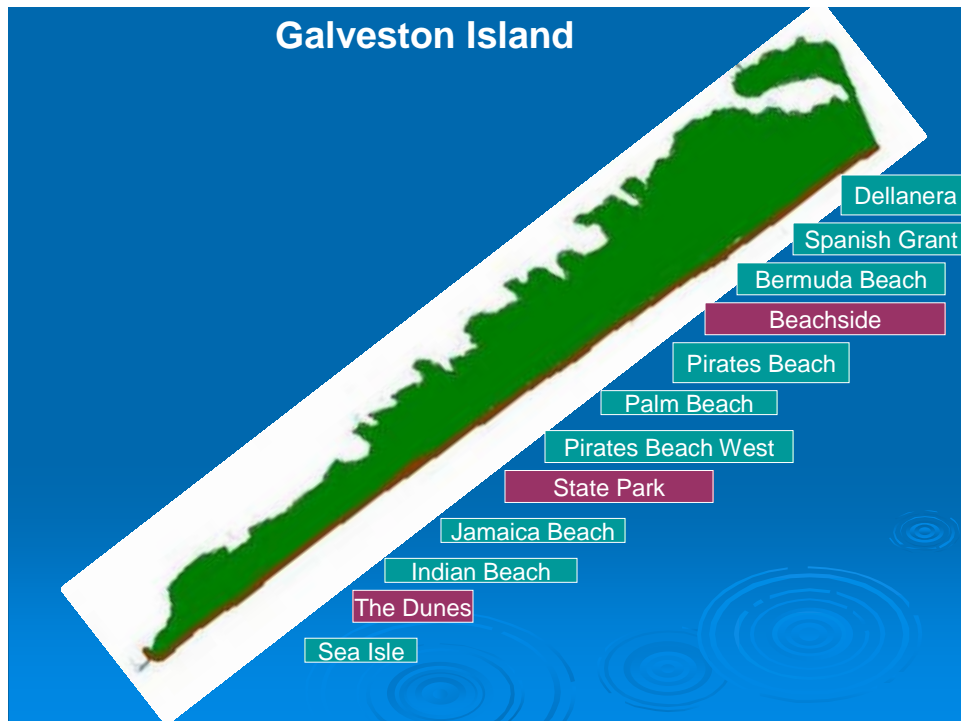 Galveston Island
Dellanera
Spanish Grant
Bermuda Beach
Beachside
Pirates Beach
Palm Beach
Pirates Beach West
State Park
Jamaica Beach
Indian Beach
The Dunes
Sea Isle